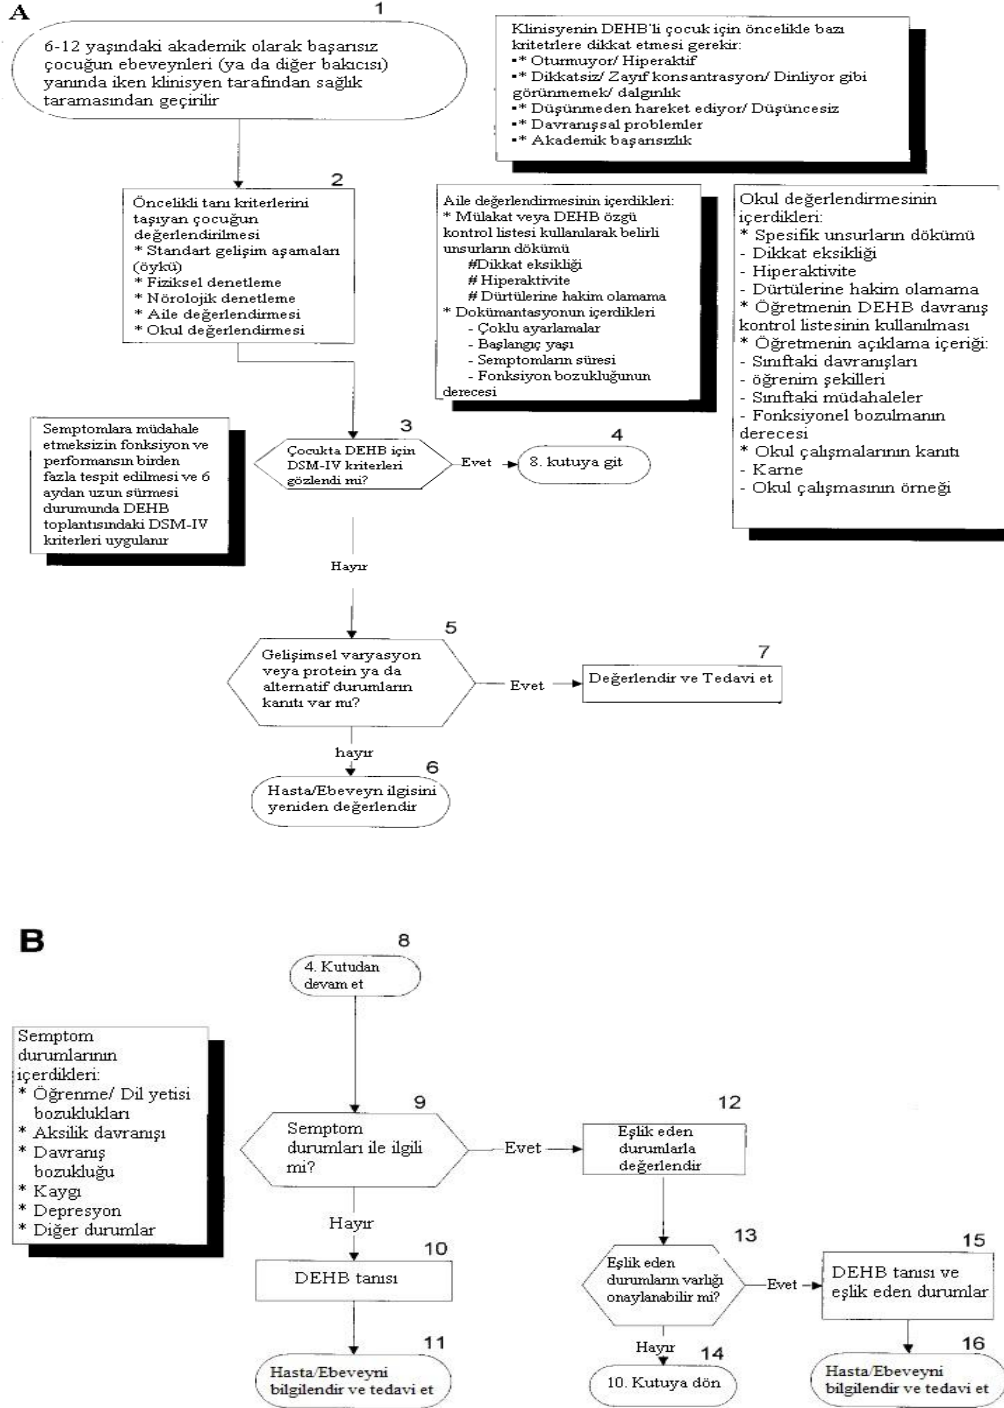 A
1
6-12 yaşındaki akademik olarak başarısız
çocuğun ebeveynleri (ya da diğer bakıcısı)
yanında iken klinisyen tarafından sağlık
taramasından geçirilir
Klinisyenin DEHB'li çocuk için öncelikle bazı
kritetrlere dikkat etmesi gerekir:
▪* Oturmuyor/ Hiperaktif
▪* Dikkatsiz/ Zayıf konsantrasyon/ Dinliyor gibi
görünmemek/ dalgınlık
▪* Düşünmeden hareket ediyor/ Düşüncesiz
▪* Davranışsal problemler
▪* Akademik başarısızlık
2
Öncelikli tanı kriterlerini
taşıyan çocuğun
değerlendirilmesi
* Standart gelişim aşamaları
(öykü)
* Fiziksel denetleme
* Nörolojik denetleme
* Aile değerlendirmesi
* Okul değerlendirmesi
Aile değerlendirmesinin içerdikleri:
* Mülakat veya DEHB özgü
kontrol listesi kullanılarak belirli
unsurların dökümü
#Dikkat eksikliği
# Hiperaktivite
# Dürtülerine hakim olamama
* Dokümantasyonun içerdikleri
- Çoklu ayarlamalar
- Başlangıç yaşı
- Semptomların süresi
- Fonksiyon bozukluğunun
derecesi
Okul değerlendirmesinin
içerdikleri:
* Spesifik unsurların dökümü
- Dikkat eksikliği
- Hiperaktivite
- Dürtülerine hakim olamama
* Öğretmenin DEHB davranış
kontrol listesinin kullanılması
* Öğretmenin açıklama içeriği:
- Sınıftaki davranışları
- öğrenim şekilleri
- Sınıftaki müdahaleler
- Fonksiyonel bozulmanın
derecesi
* Okul çalışmalarının kanıtı
- Karne
- Okul çalışmasının örneği
Semptomlara müdahale
etmeksizin fonksiyon ve
performansın birden
fazla tespit edilmesi ve 6
aydan uzun sürmesi
durumunda DEHB
toplantısındaki DSM-IV
kriterleri uygulanır
3
Çocukta DEHB için
DSM-IV kriterleri
gözlendi mi?
Evet
4
8. kutuya git
Hayır
5
Gelişimsel varyasyon
veya protein ya da
alternatif durumların
kanıtı var mı?
Evet
7
Değerlendir ve Tedavi et
hayır
6
Hasta/Ebeveyn ilgisini
yeniden değerlendir
B
8
4. Kutudan
devam et
Semptom
durumlarının
içerdikleri:
* Öğrenme/ Dil yetisi
bozuklukları
* Aksilik davranışı
* Davranış
bozukluğu
* Kaygı
* Depresyon
* Diğer durumlar
9
Semptom
durumları ile ilgili
mi?
Evet
12
Eşlik eden
durumlarla
değerlendir
Hayır
10
DEHB tanısı
13
Eşlik eden
durumların varlığı
onaylanabilir mi?
Evet
15
DEHB tanısı ve
eşlik eden durumlar
11
Hasta/Ebeveyni
bilgilendir ve tedavi et
Hayır
14
10. Kutuya dön
16
Hasta/Ebeveyni
bilgilendir ve tedavi et